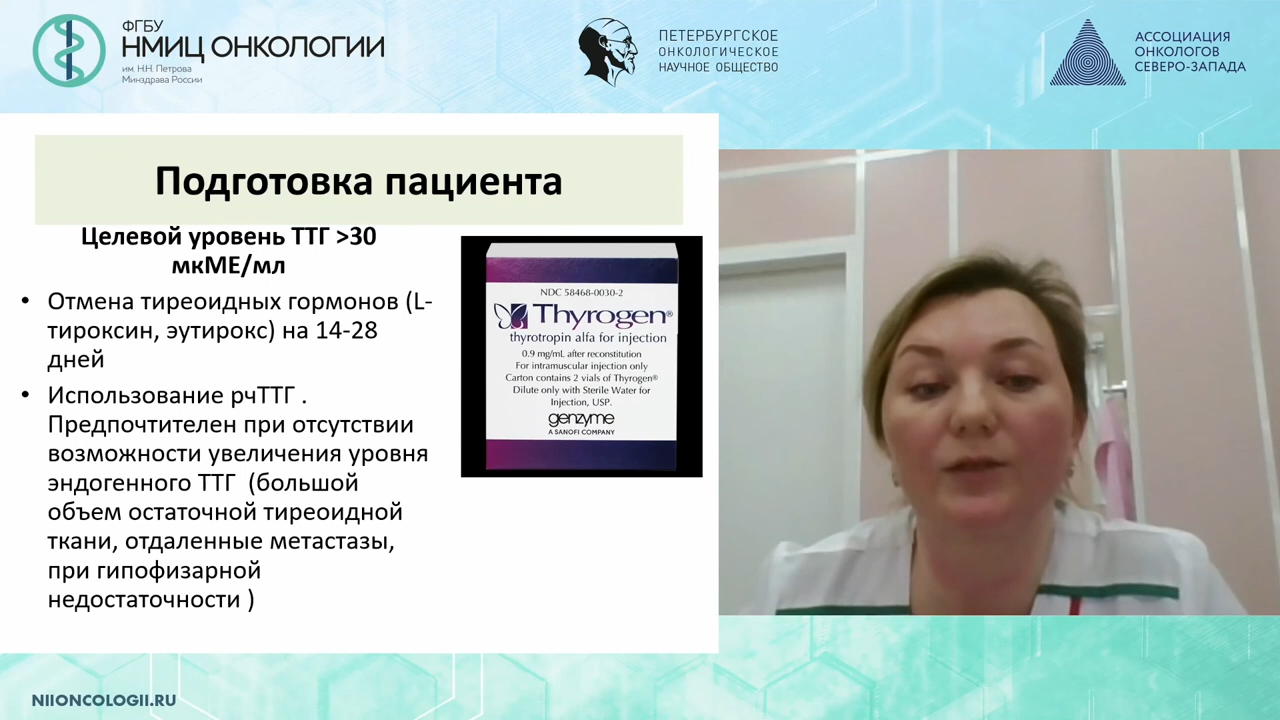 ФГБУ
НМИЦ ОНКОЛОГИИ
им. Н.Н. Петрова
Минздрава России
ПЕТЕРБУРГСКОЕ
ОНКОЛОГИЧЕСКОЕ
НАУЧНОЕ ОБЩЕСТВО
АССОЦИАЦИЯ
ОНКОЛОГОВ
СЕВЕРО-ЗАПАДА
Подготовка пациента
Целевой уровень ТТГ >30
мкМЕ/мл
• Отмена тиреоидных гормонов (L-
тироксин, эутирокс) на 14-28
дней
• Использование рчТТГ .
Предпочтителен при отсутствии
возможности увеличения уровня
эндогенного ТТГ (большой
объем остаточной тиреоидной
ткани, отдаленные метастазы,
при гипофизарной
недостаточности )
NDC 58468-0030-2
Thyrogen®
thyrotropin alfa for injection
0.9 mg/mL after reconstitution
For intramuscular injection only
Carton contains 2 vials of Thyrogen®
Dilute only with Sterile Water for
Injection, USP.
genzyme
A SANOFI COMPANY
NIIONCOLOGII.RU